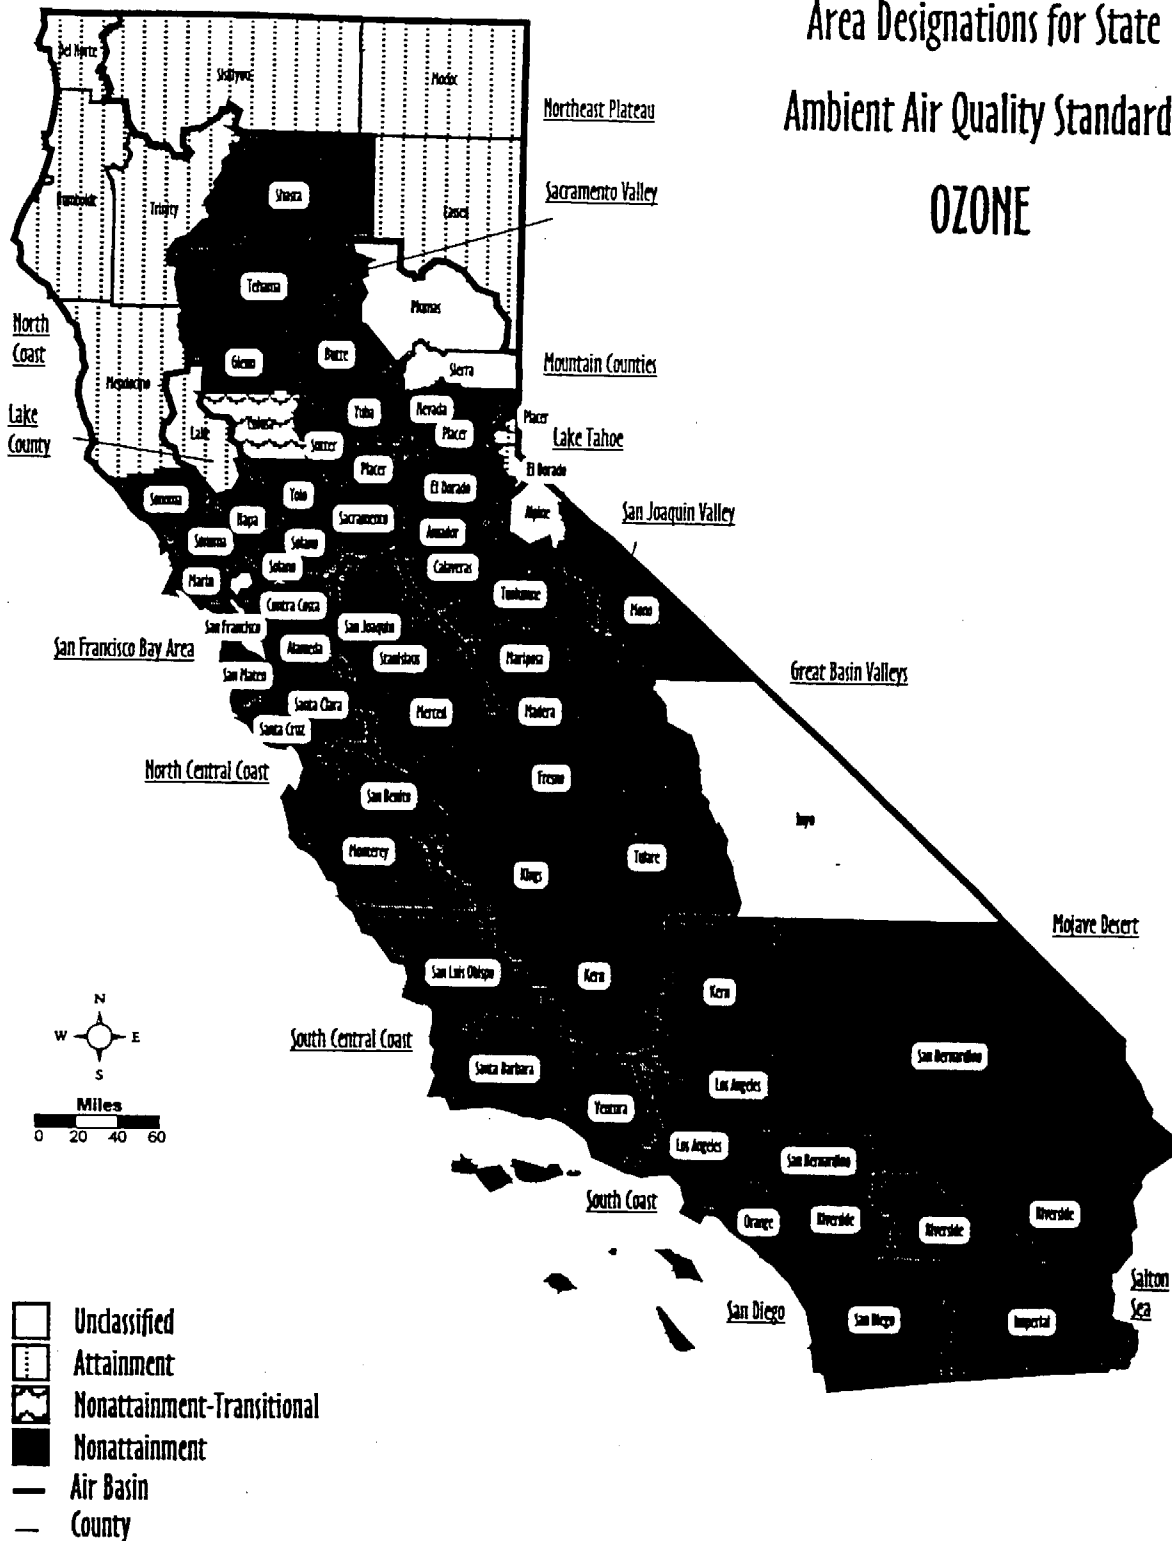 Area Designations for State
Ambient Air Quality Standard
OZONE
Del Norte
Siskiyou
Modoc
Northeast Plateau
Sacramento Valley
Humboldt
Trinity
Shasta
Lassen
Tehama
Plumas
North
Coast
Mendocino
Glenn
Butte
Sierra
Mountain Counties
Lake
County
Lake
Colusa
Yuba
Nevada
Placer
Placer
Lake Tahoe
Sutter
Placer
El Dorado
El Dorado
Sonoma
Napa
Yolo
Sacramento
Alpine
San Joaquin Valley
Sonoma
Solano
Amador
Marin
Solano
Calaveras
Tuolumne
Mono
Contra Costa
San Francisco
San Joaquin
San Francisco Bay Area
Alameda
Stanislaus
Mariposa
San Mateo
Great Basin Valleys
Santa Clara
Merced
Madera
Santa Cruz
North Central Coast
Fresno
San Benito
Inyo
Monterey
Tulare
Kings
Mojave Desert
San Luis Obispo
Kern
Kern
N
W E
S
South Central Coast
San Bernardino
Santa Barbara
Los Angeles
Ventura
Miles
0 20 40 60
Los Angeles
San Bernardino
South Coast
Orange
Riverside
Riverside
Riverside
Salton
Sea
San Diego
San Diego
Imperial
Unclassified
Attainment
Nonattainment-Transitional
Nonattainment
Air Basin
County